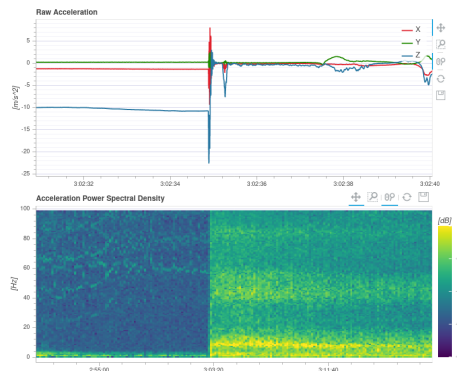 Raw Acceleration
X
Y
Z
5
0
-5
-10
-15
-20
-25
[m/s^2]
3:02:32
3:02:34
3:02:36
3:02:38
3:02:40
Acceleration Power Spectral Density
100
80
60
40
20
0
[Hz]
[dB]
2:55:00
3:03:20
3:11:40